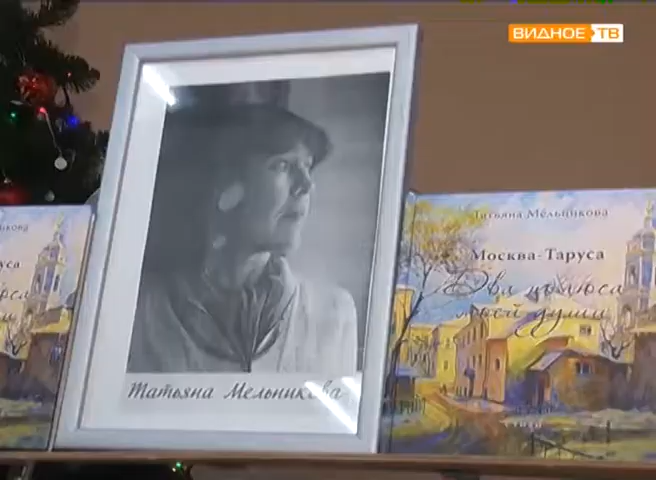 ВИДНОЕ ТВ
Татьяна Мельникова
Татьяна Мельникова
Москва-Таруса
Два полюса
моей души